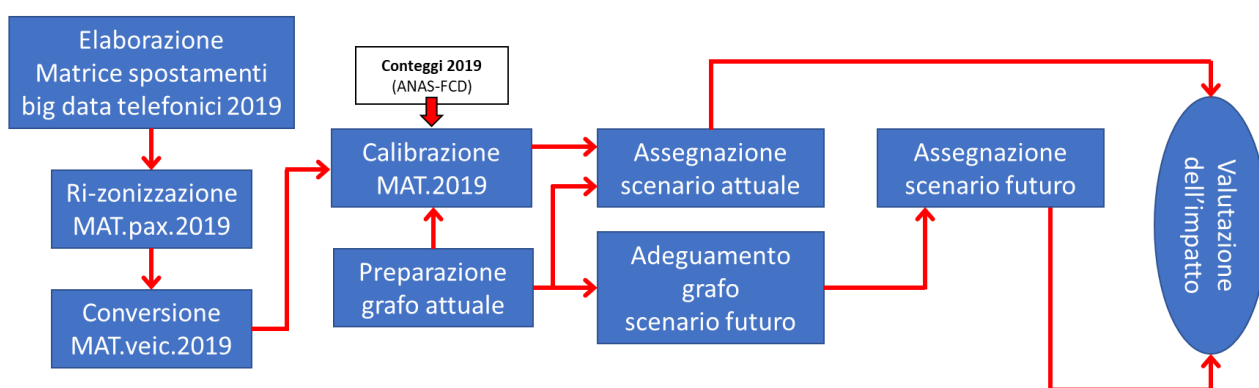 Elaborazione
Matrice spostamenti
big data telefonici 2019
Ri-zonizzazione
MAT.pax.2019
Conversione
MAT.veic.2019
Conteggi 2019
(ANAS-FCD)
Calibrazione
MAT.2019
Preparazione
grafo attuale
Assegnazione
scenario attuale
Adeguamento
grafo
scenario futuro
Assegnazione
scenario futuro
Valutazione
dell'impatto